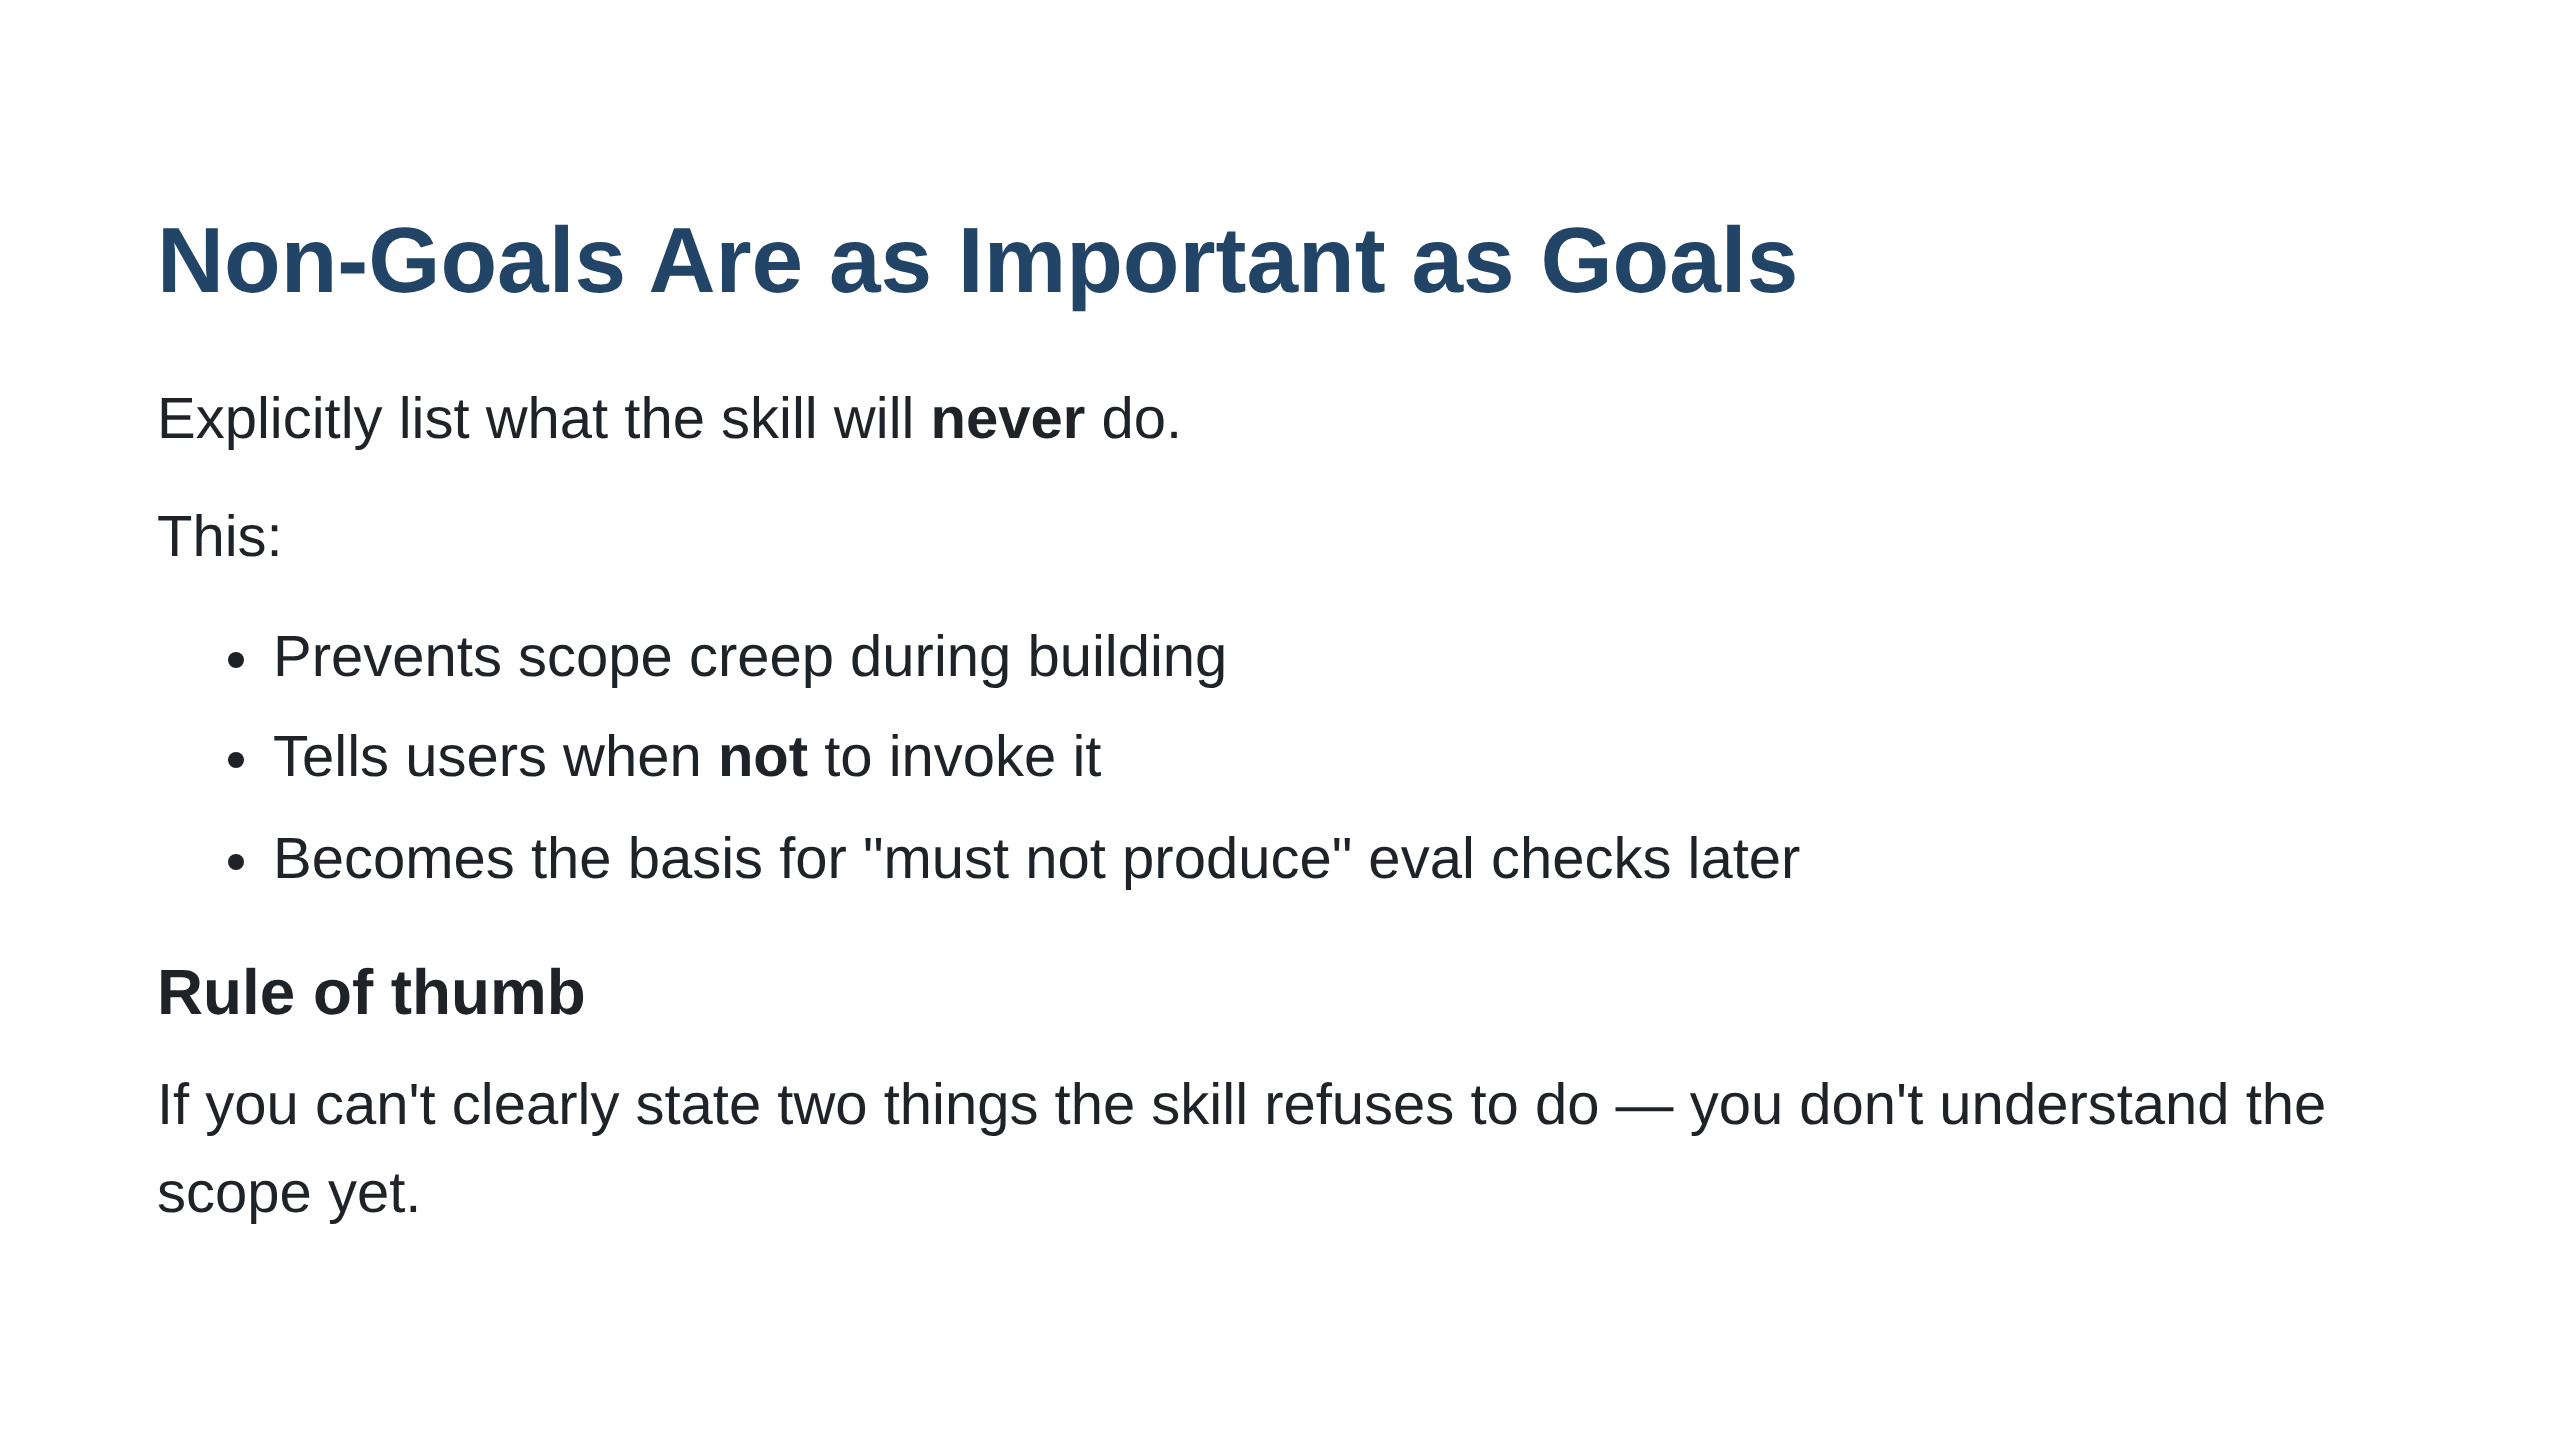 Non-Goals Are as Important as Goals
Explicitly list what the skill will never do.
This:
• Prevents scope creep during building
• Tells users when not to invoke it
• Becomes the basis for "must not produce" eval checks later
Rule of thumb
If you can't clearly state two things the skill refuses to do — you don't understand the
scope yet.